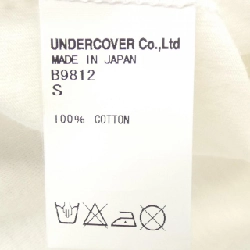 UNDERCOVER Co.,Ltd
MADE IN JAPAN
B9812
S
100% COTTON